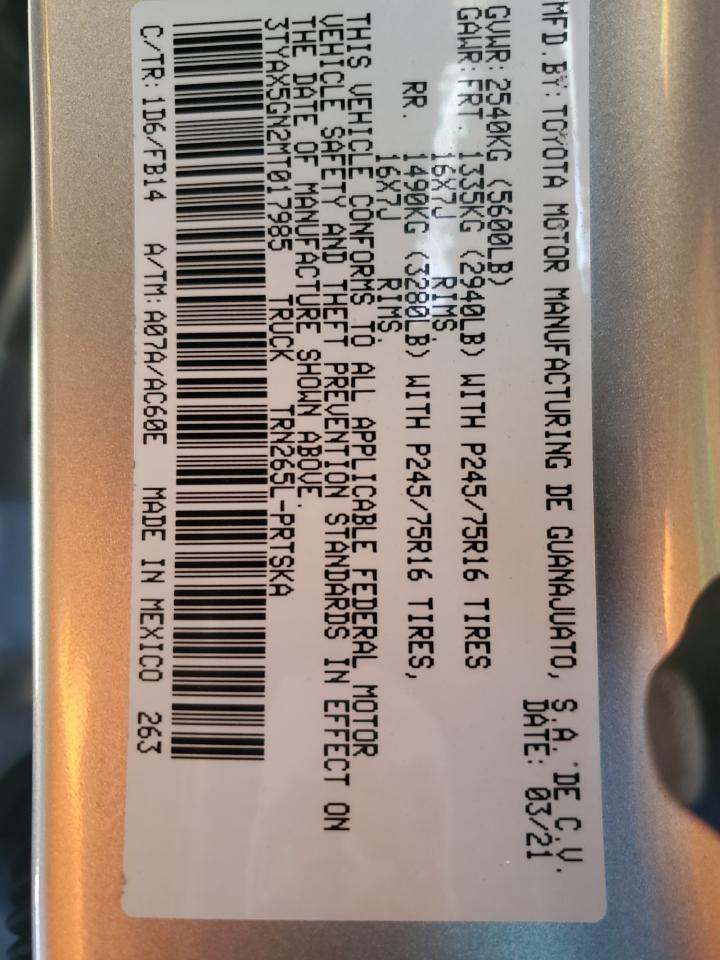 MFD. BY: TOYOTA MOTOR MANUFACTURING DE GUANAJUATO, S.A. DE C.V.
DATE: 03/21
GVWR: 2540KG (5600LB)
GAWR: FRT. 1335KG (2940LB) WITH P245/75R16 TIRES
16X7J RIMS.
RR. 1490KG (3280LB) WITH P245/75R16 TIRES,
16X7J RIMS.
THIS VEHICLE CONFORMS TO ALL APPLICABLE FEDERAL MOTOR
VEHICLE SAFETY AND THEFT PREVENTION STANDARDS IN EFFECT ON
THE DATE OF MANUFACTURE SHOWN ABOVE.
3TYAX5GN2MT017985 TRUCK TRN265L-PRTSKA
C/TR: 1D6/FB14 A/TM: A07A/AC60E MADE IN MEXICO 263